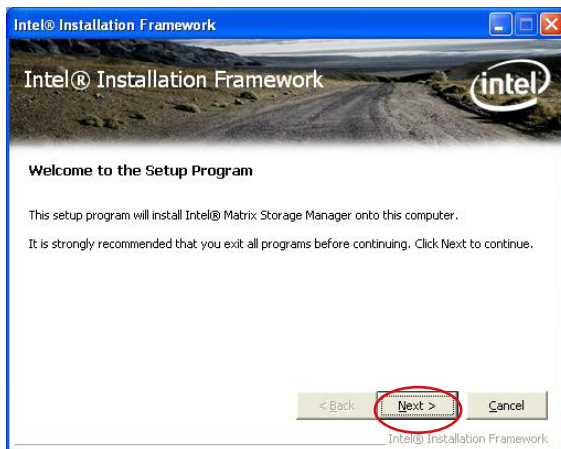 Intel® Installation Framework
Intel® Installation Framework
intel®
Welcome to the Setup Program
This setup program will install Intel® Matrix Storage Manager onto this computer.
It is strongly recommended that you exit all programs before continuing. Click Next to continue.
< Back Next > Cancel
Intel® Installation Framework